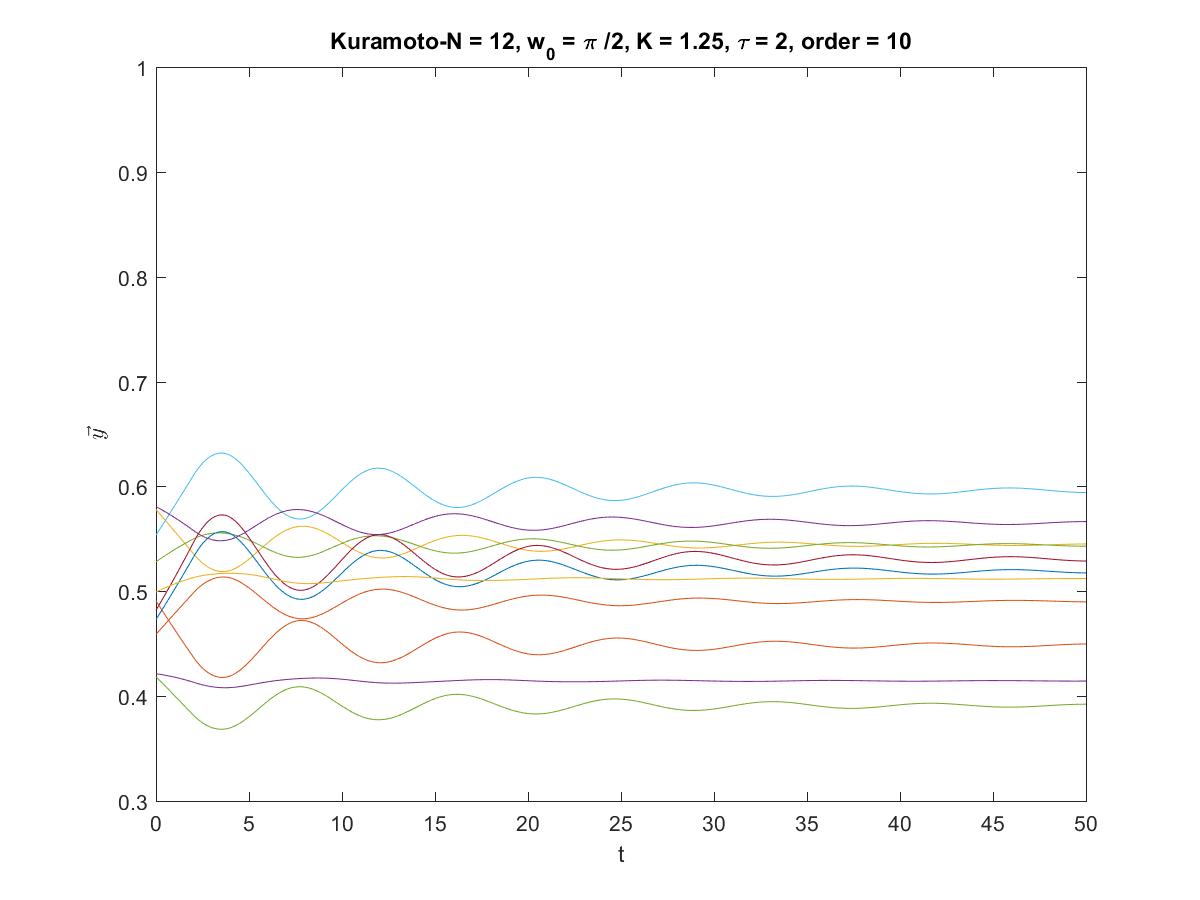 Kuramoto-N = 12, w0 = π /2, K = 1.25, τ = 2, order = 10
1
0.9
0.8
0.7
0.6
0.5
0.4
0.3
y⃗
0 5 10 15 20 25 30 35 40 45 50
t